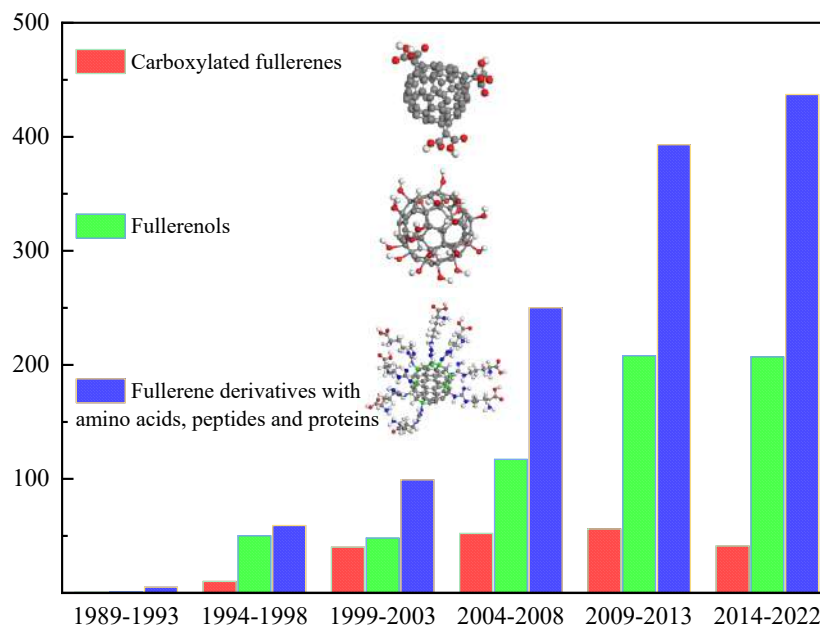 500
Carboxylated fullerenes
400
300
Fullerenols
200
Fullerene derivatives with
amino acids, peptides and proteins
100
1989-1993 1994-1998 1999-2003 2004-2008 2009-2013 2014-2022